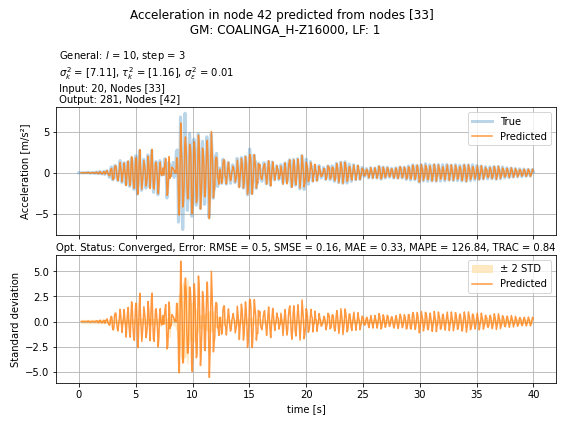 Acceleration in node 42 predicted from nodes [33]
GM: COALINGA_H-Z16000, LF: 1
General: l = 10, step = 3
σ²ₖ = [7.11], τ²ₖ = [1.16], σ²ₑ = 0.01
Input: 20, Nodes [33]
Output: 281, Nodes [42]
True
Predicted
Acceleration [m/s²]
5
0
−5
Opt. Status: Converged, Error: RMSE = 0.5, SMSE = 0.16, MAE = 0.33, MAPE = 126.84, TRAC = 0.84
± 2 STD
Predicted
Standard deviation
5.0
2.5
0.0
−2.5
−5.0
0 5 10 15 20 25 30 35 40
time [s]